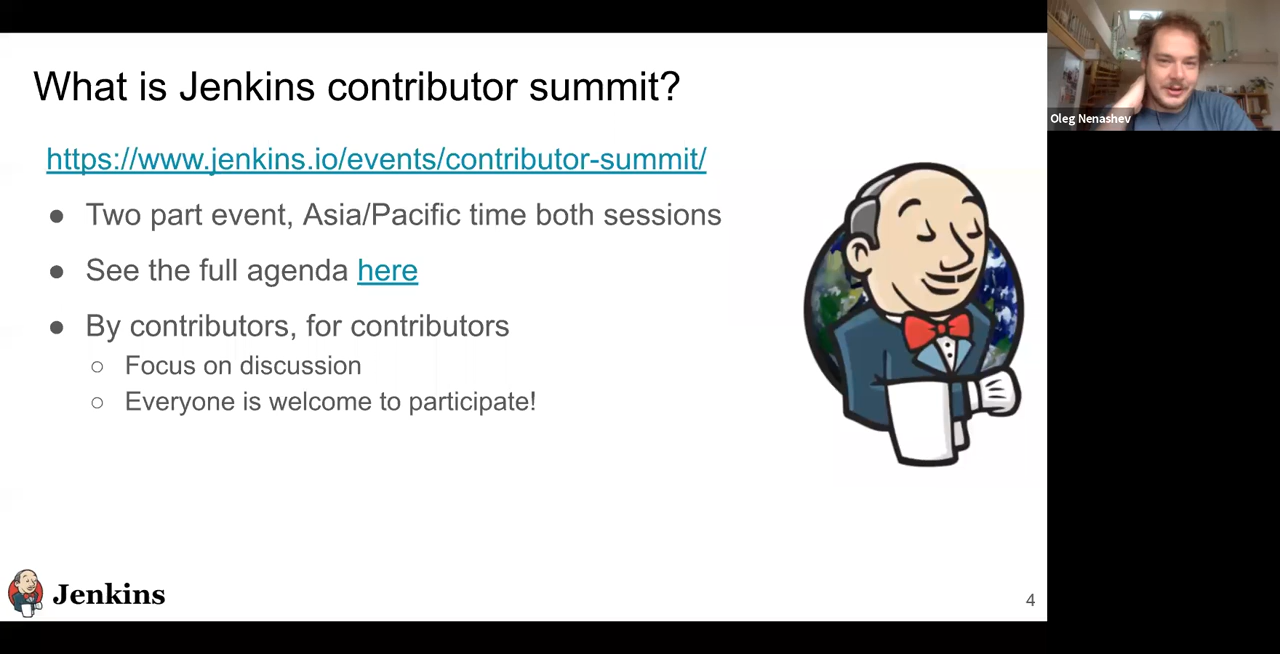 What is Jenkins contributor summit?
https://www.jenkins.io/events/contributor-summit/
● Two part event, Asia/Pacific time both sessions
● See the full agenda here
● By contributors, for contributors
○ Focus on discussion
○ Everyone is welcome to participate!
Jenkins
4
Oleg Nenashev